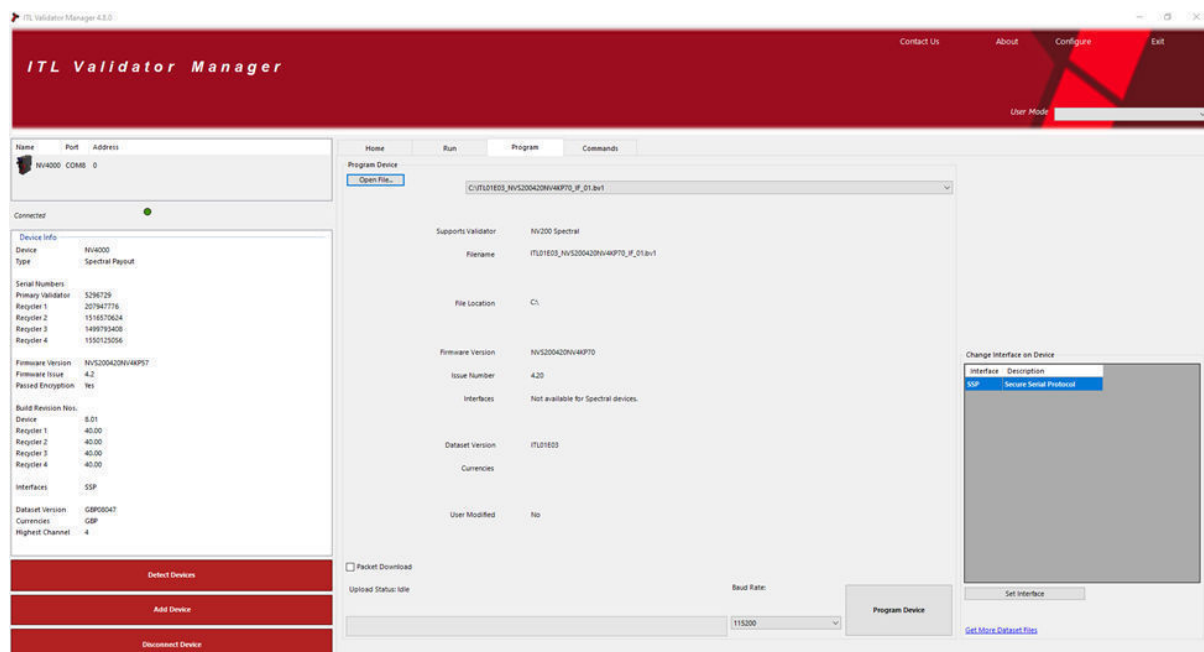 ITL Validator Manager 4.8.0
Contact Us About Configure Exit
ITL Validator Manager
User Mode
Name Port Address
NV4000 COM8 0
Connected
Device Info
Device NV4000
Type Spectral Payout
Serial Numbers
Primary Validator 5296729
Recycler 1 207947776
Recycler 2 1516570624
Recycler 3 1499793408
Recycler 4 1550125056
Firmware Version NVS200420NV4KP57
Firmware Issue 4.2
Passed Encryption Yes
Build Revision Nos.
Device 8.01
Recycler 1 40.00
Recycler 2 40.00
Recycler 3 40.00
Recycler 4 40.00
Interfaces SSP
Dataset Version GBP08047
Currencies GBP
Highest Channel 4
Detect Devices
Add Device
Disconnect Device
Home Run Program Commands
Program Device
Open File...
C:\ITL01E03_NVS200420NV4KP70_IF_01.bv1
Supports Validator NV200 Spectral
Filename ITL01E03_NVS200420NV4KP70_IF_01.bv1
File Location C:\
Firmware Version NVS200420NV4KP70
Issue Number 4.20
Interfaces Not available for Spectral devices.
Dataset Version ITL01E03
Currencies
User Modified No
Packet Download
Upload Status: Idle
Baud Rate:
115200
Program Device
Change Interface on Device
Interface Description
SSP Secure Serial Protocol
Set Interface
Get More Dataset Files